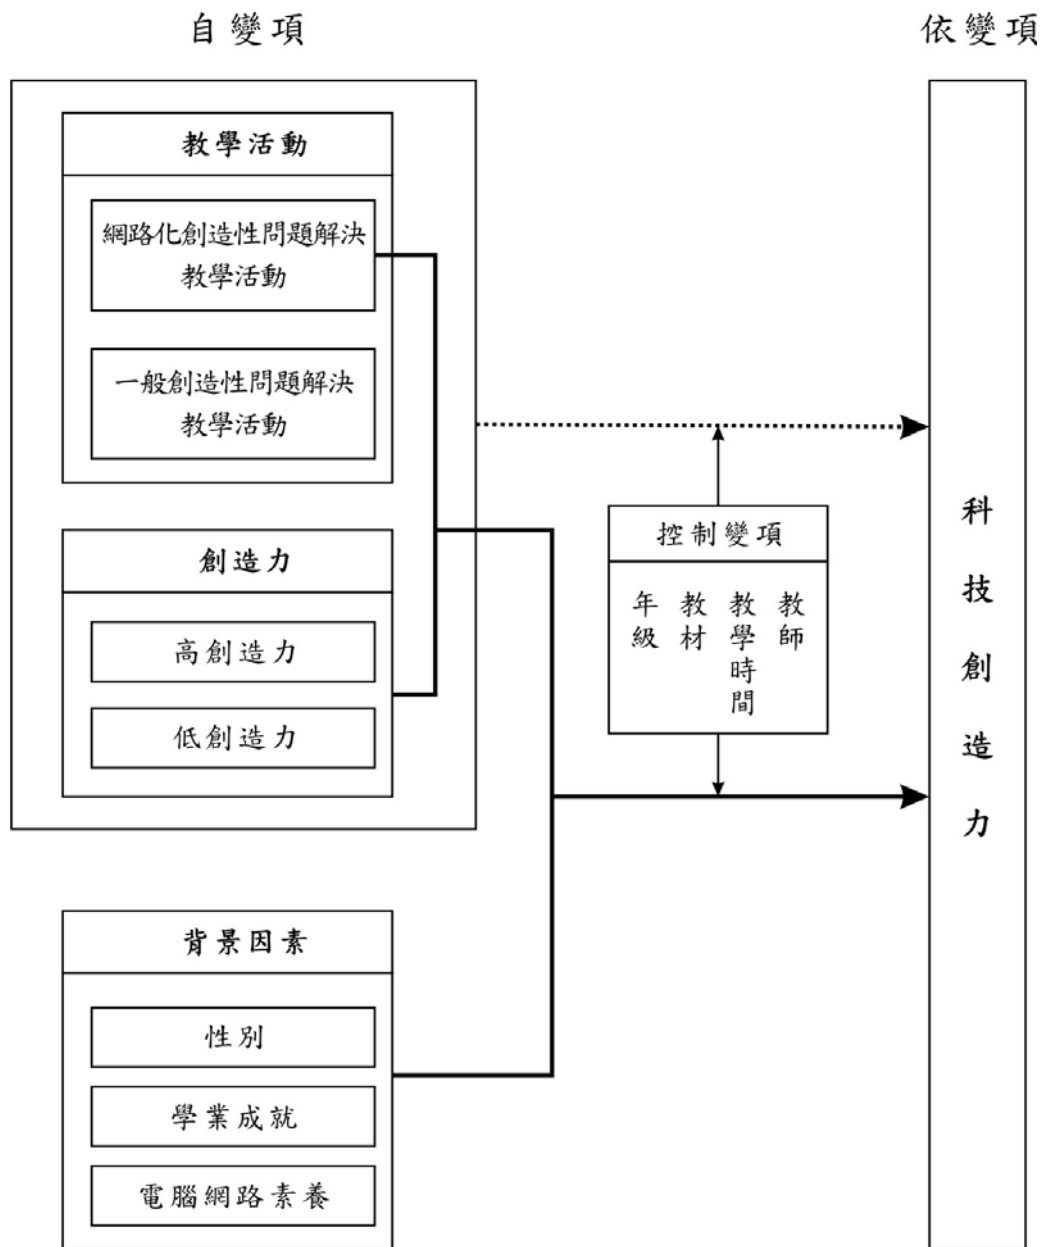 自變項
依變項
教學活動
網路化創造性問題解決
教學活動
一般創造性問題解決
教學活動
創造力
高創造力
低創造力
背景因素
性別
學業成就
電腦網路素養
控制變項
年級
教材
教學時間
教師
科技創造力